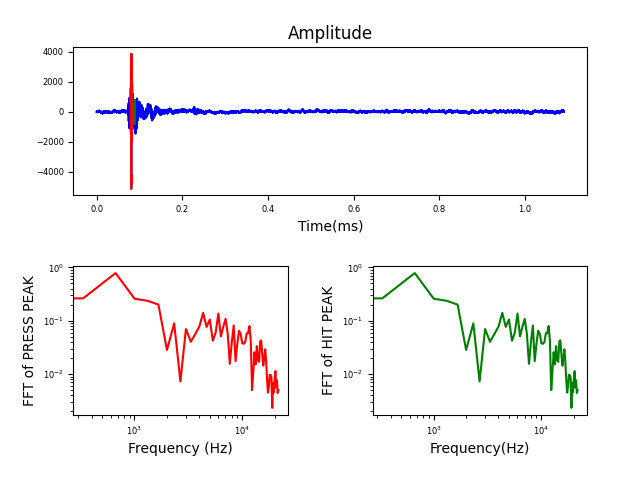 Amplitude
4000
2000
0
−2000
−4000
0.0 0.2 0.4 0.6 0.8 1.0
Time(ms)
FFT of PRESS PEAK
10⁰
10⁻¹
10⁻²
10³ 10⁴
Frequency (Hz)
FFT of HIT PEAK
10⁰
10⁻¹
10⁻²
10³ 10⁴
Frequency(Hz)